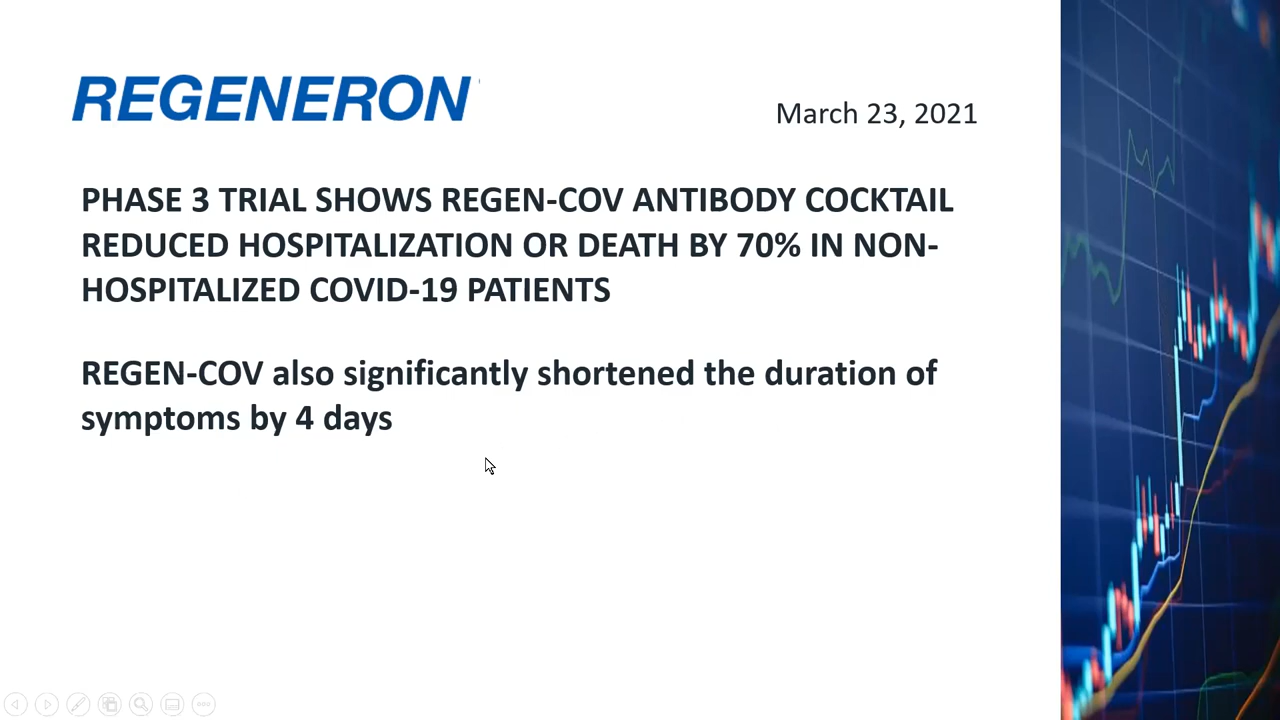 REGENERON
March 23, 2021
PHASE 3 TRIAL SHOWS REGEN-COV ANTIBODY COCKTAIL
REDUCED HOSPITALIZATION OR DEATH BY 70% IN NON-
HOSPITALIZED COVID-19 PATIENTS
REGEN-COV also significantly shortened the duration of
symptoms by 4 days